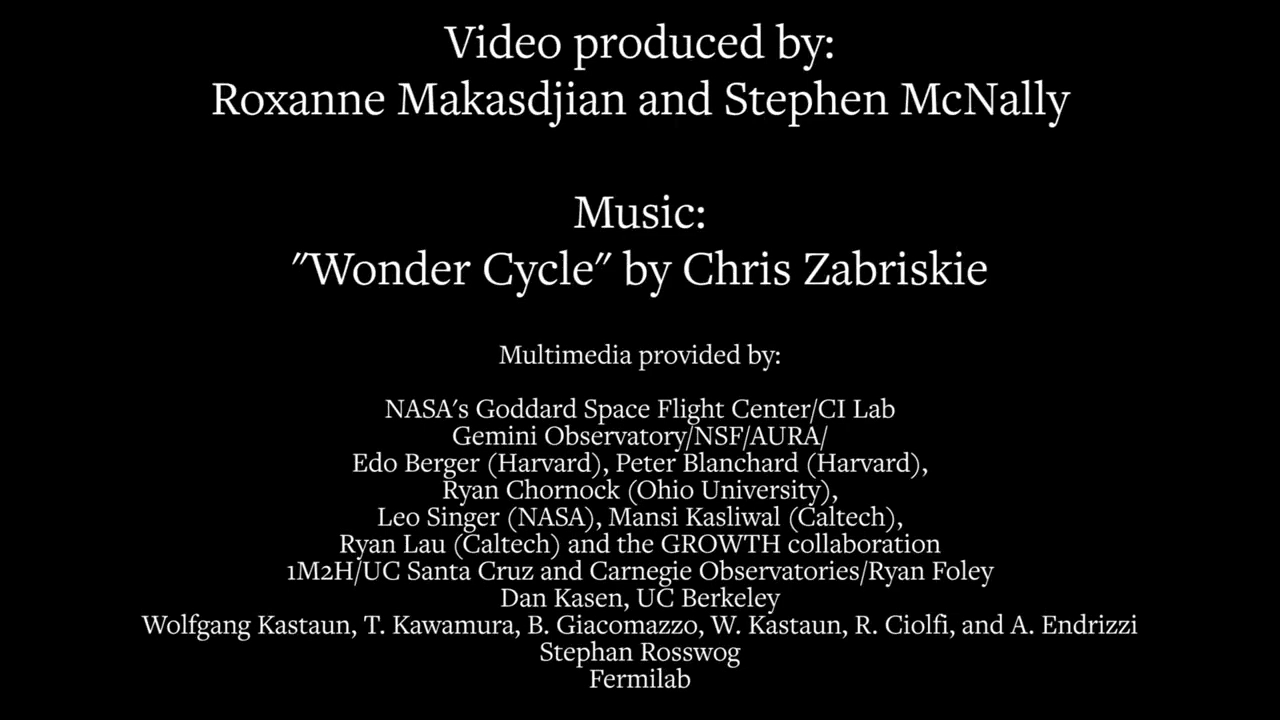 Video produced by:
Roxanne Makasdjian and Stephen McNally
Music:
"Wonder Cycle" by Chris Zabriskie
Multimedia provided by:
NASA's Goddard Space Flight Center/CI Lab
Gemini Observatory/NSF/AURA/
Edo Berger (Harvard), Peter Blanchard (Harvard),
Ryan Chornock (Ohio University),
Leo Singer (NASA), Mansi Kasliwal (Caltech),
Ryan Lau (Caltech) and the GROWTH collaboration
1M2H/UC Santa Cruz and Carnegie Observatories/Ryan Foley
Dan Kasen, UC Berkeley
Wolfgang Kastaun, T. Kawamura, B. Giacomazzo, W. Kastaun, R. Ciolfi, and A. Endrizzi
Stephan Rosswog
Fermilab